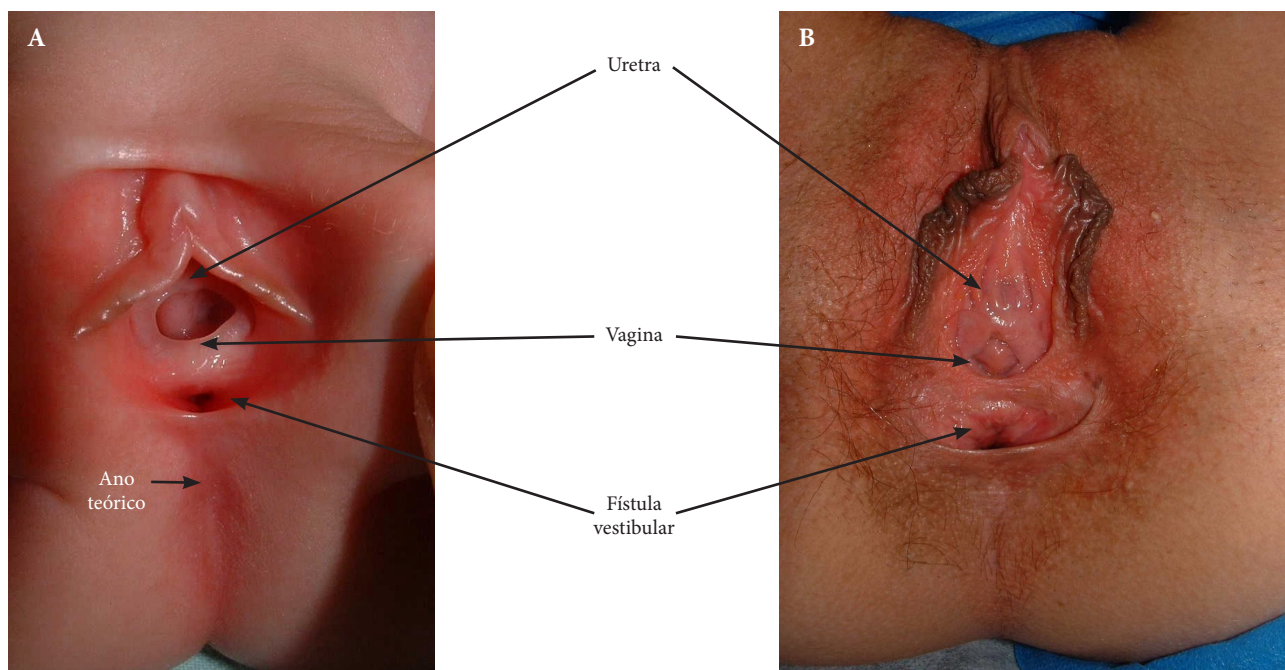 A
B
Uretra
Vagina
Ano
teórico
Fístula
vestibular